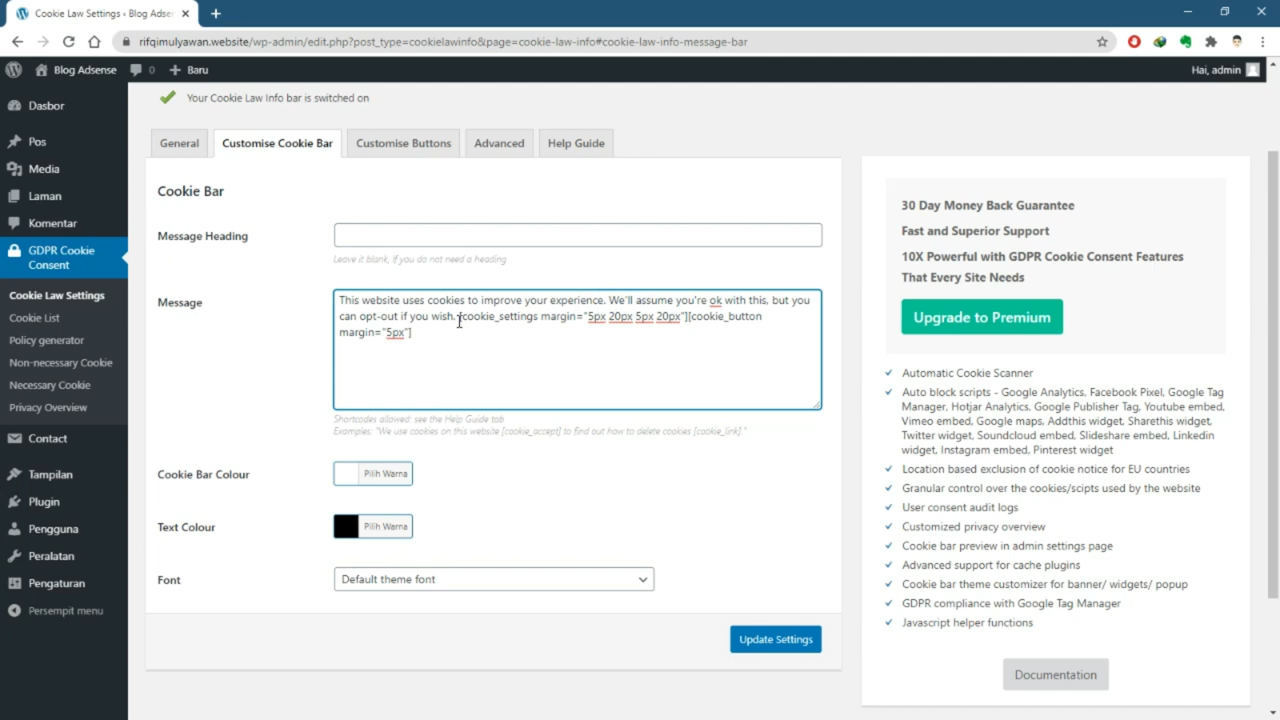 Cookie Law Settings ‹ Blog Adse
rifqimulyawan.website/wp-admin/edit.php?post_type=cookielawinfo&page=cookie-law-info#cookie-law-info-message-bar
Blog Adsense
0
Baru
Hai, admin
Dasbor
Pos
Media
Laman
Komentar
GDPR Cookie
Consent
Cookie Law Settings
Cookie List
Policy generator
Non-necessary Cookie
Necessary Cookie
Privacy Overview
Contact
Tampilan
Plugin
Pengguna
Peralatan
Pengaturan
Persempit menu
Your Cookie Law Info bar is switched on
General
Customise Cookie Bar
Customise Buttons
Advanced
Help Guide
Cookie Bar
Message Heading
Leave it blank, If you do not need a heading
Message
This website uses cookies to improve your experience. We'll assume you're ok with this, but you
can opt-out if you wish. [cookie_settings margin="5px 20px 5px 20px"][cookie_button
margin="5px"]
Shortcodes allowed: see the Help Guide tab
Examples: "We use cookies on this website [cookie_accept] to find out how to delete cookies [cookie_link]."
Cookie Bar Colour
Pilih Warna
Text Colour
Pilih Warna
Font
Default theme font
Update Settings
30 Day Money Back Guarantee
Fast and Superior Support
10X Powerful with GDPR Cookie Consent Features
That Every Site Needs
Upgrade to Premium
Automatic Cookie Scanner
Auto block scripts - Google Analytics, Facebook Pixel, Google Tag
Manager, Hotjar Analytics, Google Publisher Tag, Youtube embed,
Vimeo embed, Google maps, Addthis widget, Sharethis widget,
Twitter widget, Soundcloud embed, Slideshare embed, Linkedin
widget, Instagram embed, Pinterest widget
Location based exclusion of cookie notice for EU countries
Granular control over the cookies/scipts used by the website
User consent audit logs
Customized privacy overview
Cookie bar preview in admin settings page
Advanced support for cache plugins
Cookie bar theme customizer for banner/ widgets/ popup
GDPR compliance with Google Tag Manager
Javascript helper functions
Documentation